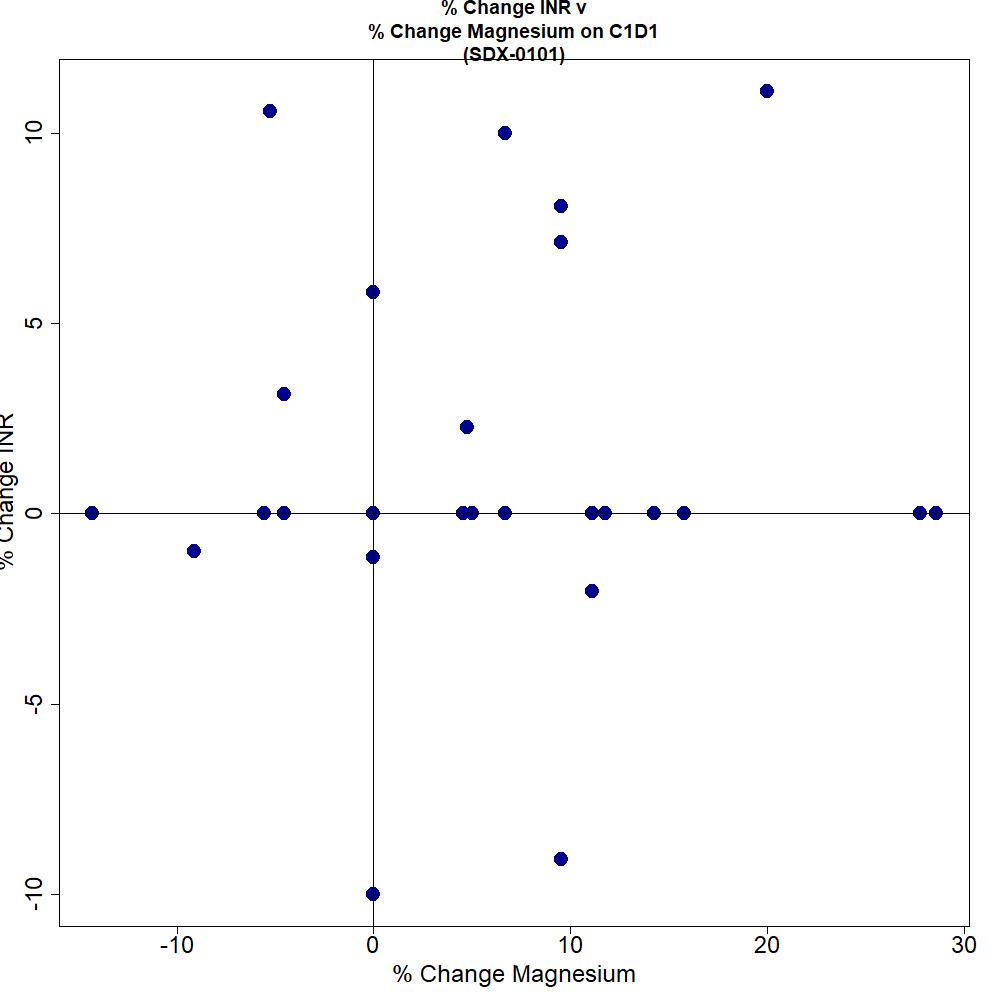 % Change INR v
% Change Magnesium on C1D1
(SDX-0101)
% Change INR
10
5
0
-5
-10
-10
0
10
20
30
% Change Magnesium